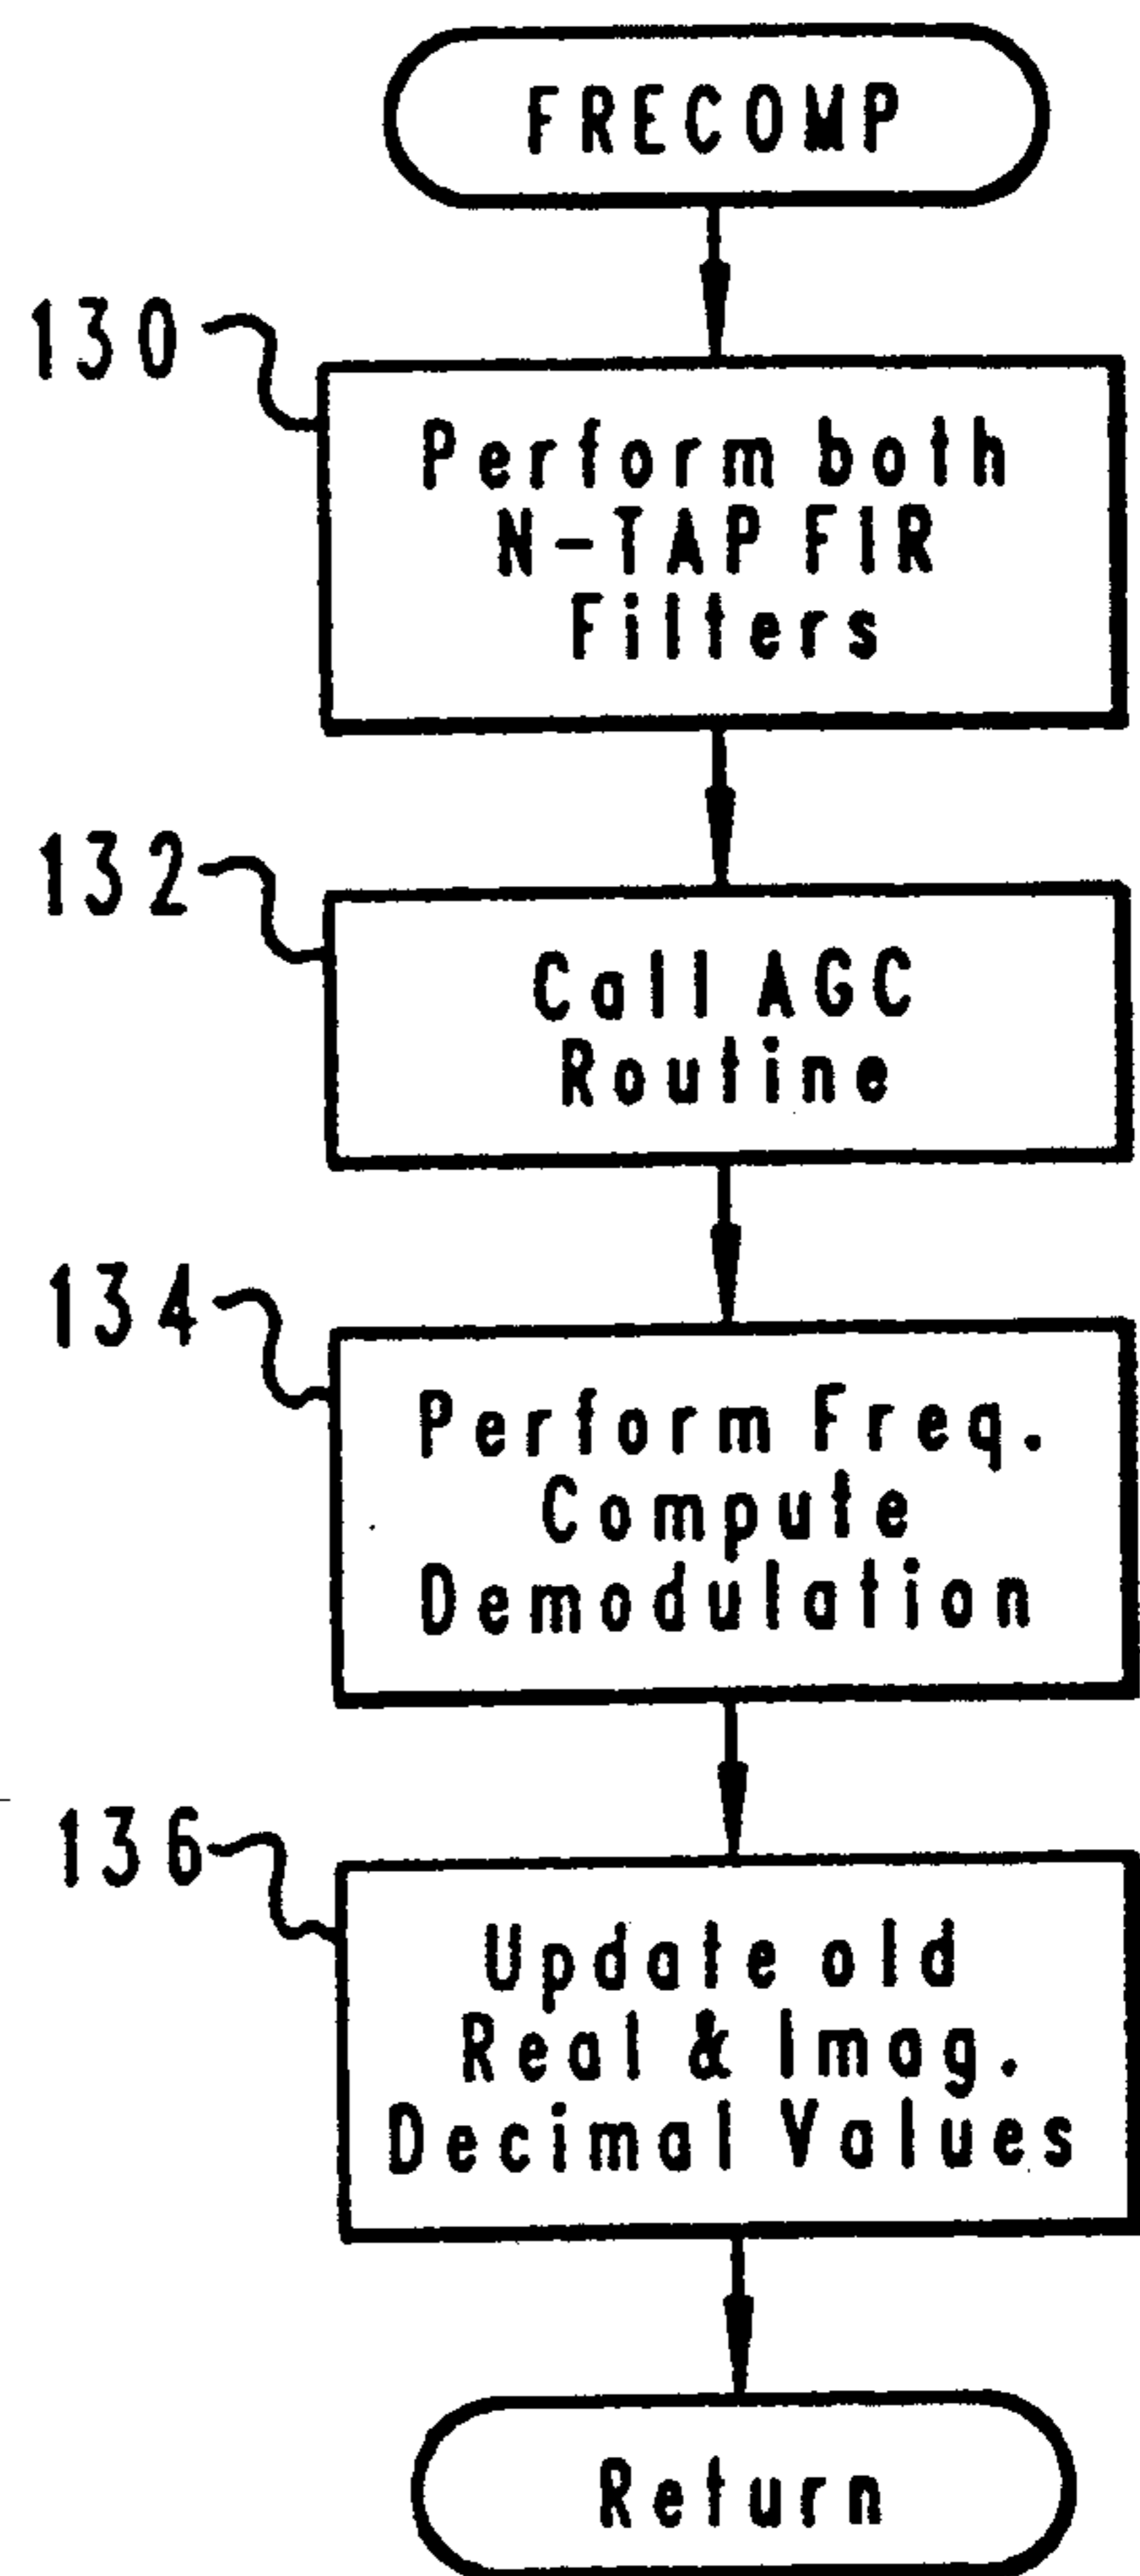 FRECOMP
130
Perform both
N-TAP FIR
Filters
132
Call AGC
Routine
134
Perform Freq.
Compute
Demodulation
136
Update old
Real & Imag.
Decimal Values
Return